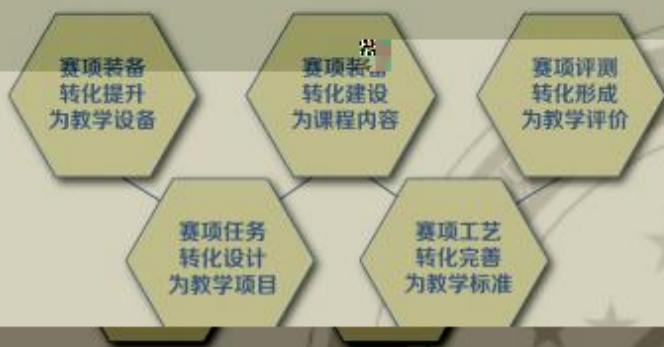 赛项装备
转化提升
为教学设备
赛项装备
转化建设
为课程内容
赛项评测
转化形成
为教学评价
赛项任务
转化设计
为教学项目
赛项工艺
转化完善
为教学标准